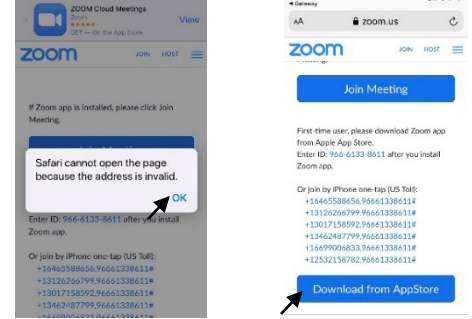 ZOOM Cloud Meetings
Zoom
GET — On the App Store
View
zoom
JOIN
HOST
If Zoom app is installed, please click Join
Meeting.
Safari cannot open the page
because the address is invalid.
OK
Enter ID: 966-6133-8611 after you install
Zoom app.
Or join by iPhone one-tap (US Toll):
+16465588656,96661338611#
+13126266799,96661338611#
+13017158592,96661338611#
+13462487799,96661338611#
+16699006833,96661338611#
Gateway
AA
zoom.us
zoom
JOIN
HOST
Meeting.
Join Meeting
First-time user, please download Zoom app
from Apple App Store.
Enter ID: 966-6133-8611 after you install
Zoom app.
Or join by iPhone one-tap (US Toll):
+16465588656,96661338611#
+13126266799,96661338611#
+13017158592,96661338611#
+13462487799,96661338611#
+16699006833,96661338611#
+12532158782,96661338611#
Download from AppStore